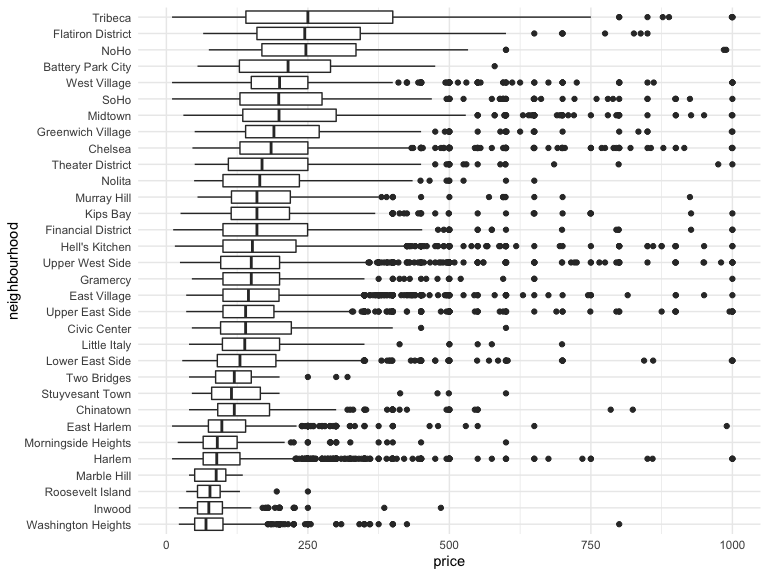 Tribeca
Flatiron District
NoHo
Battery Park City
West Village
SoHo
Midtown
Greenwich Village
Chelsea
Theater District
Nolita
Murray Hill
Kips Bay
Financial District
Hell's Kitchen
Upper West Side
Gramercy
East Village
Upper East Side
Civic Center
Little Italy
Lower East Side
Two Bridges
Stuyvesant Town
Chinatown
East Harlem
Morningside Heights
Harlem
Marble Hill
Roosevelt Island
Inwood
Washington Heights
neighbourhood
0 250 500 750 1000
price